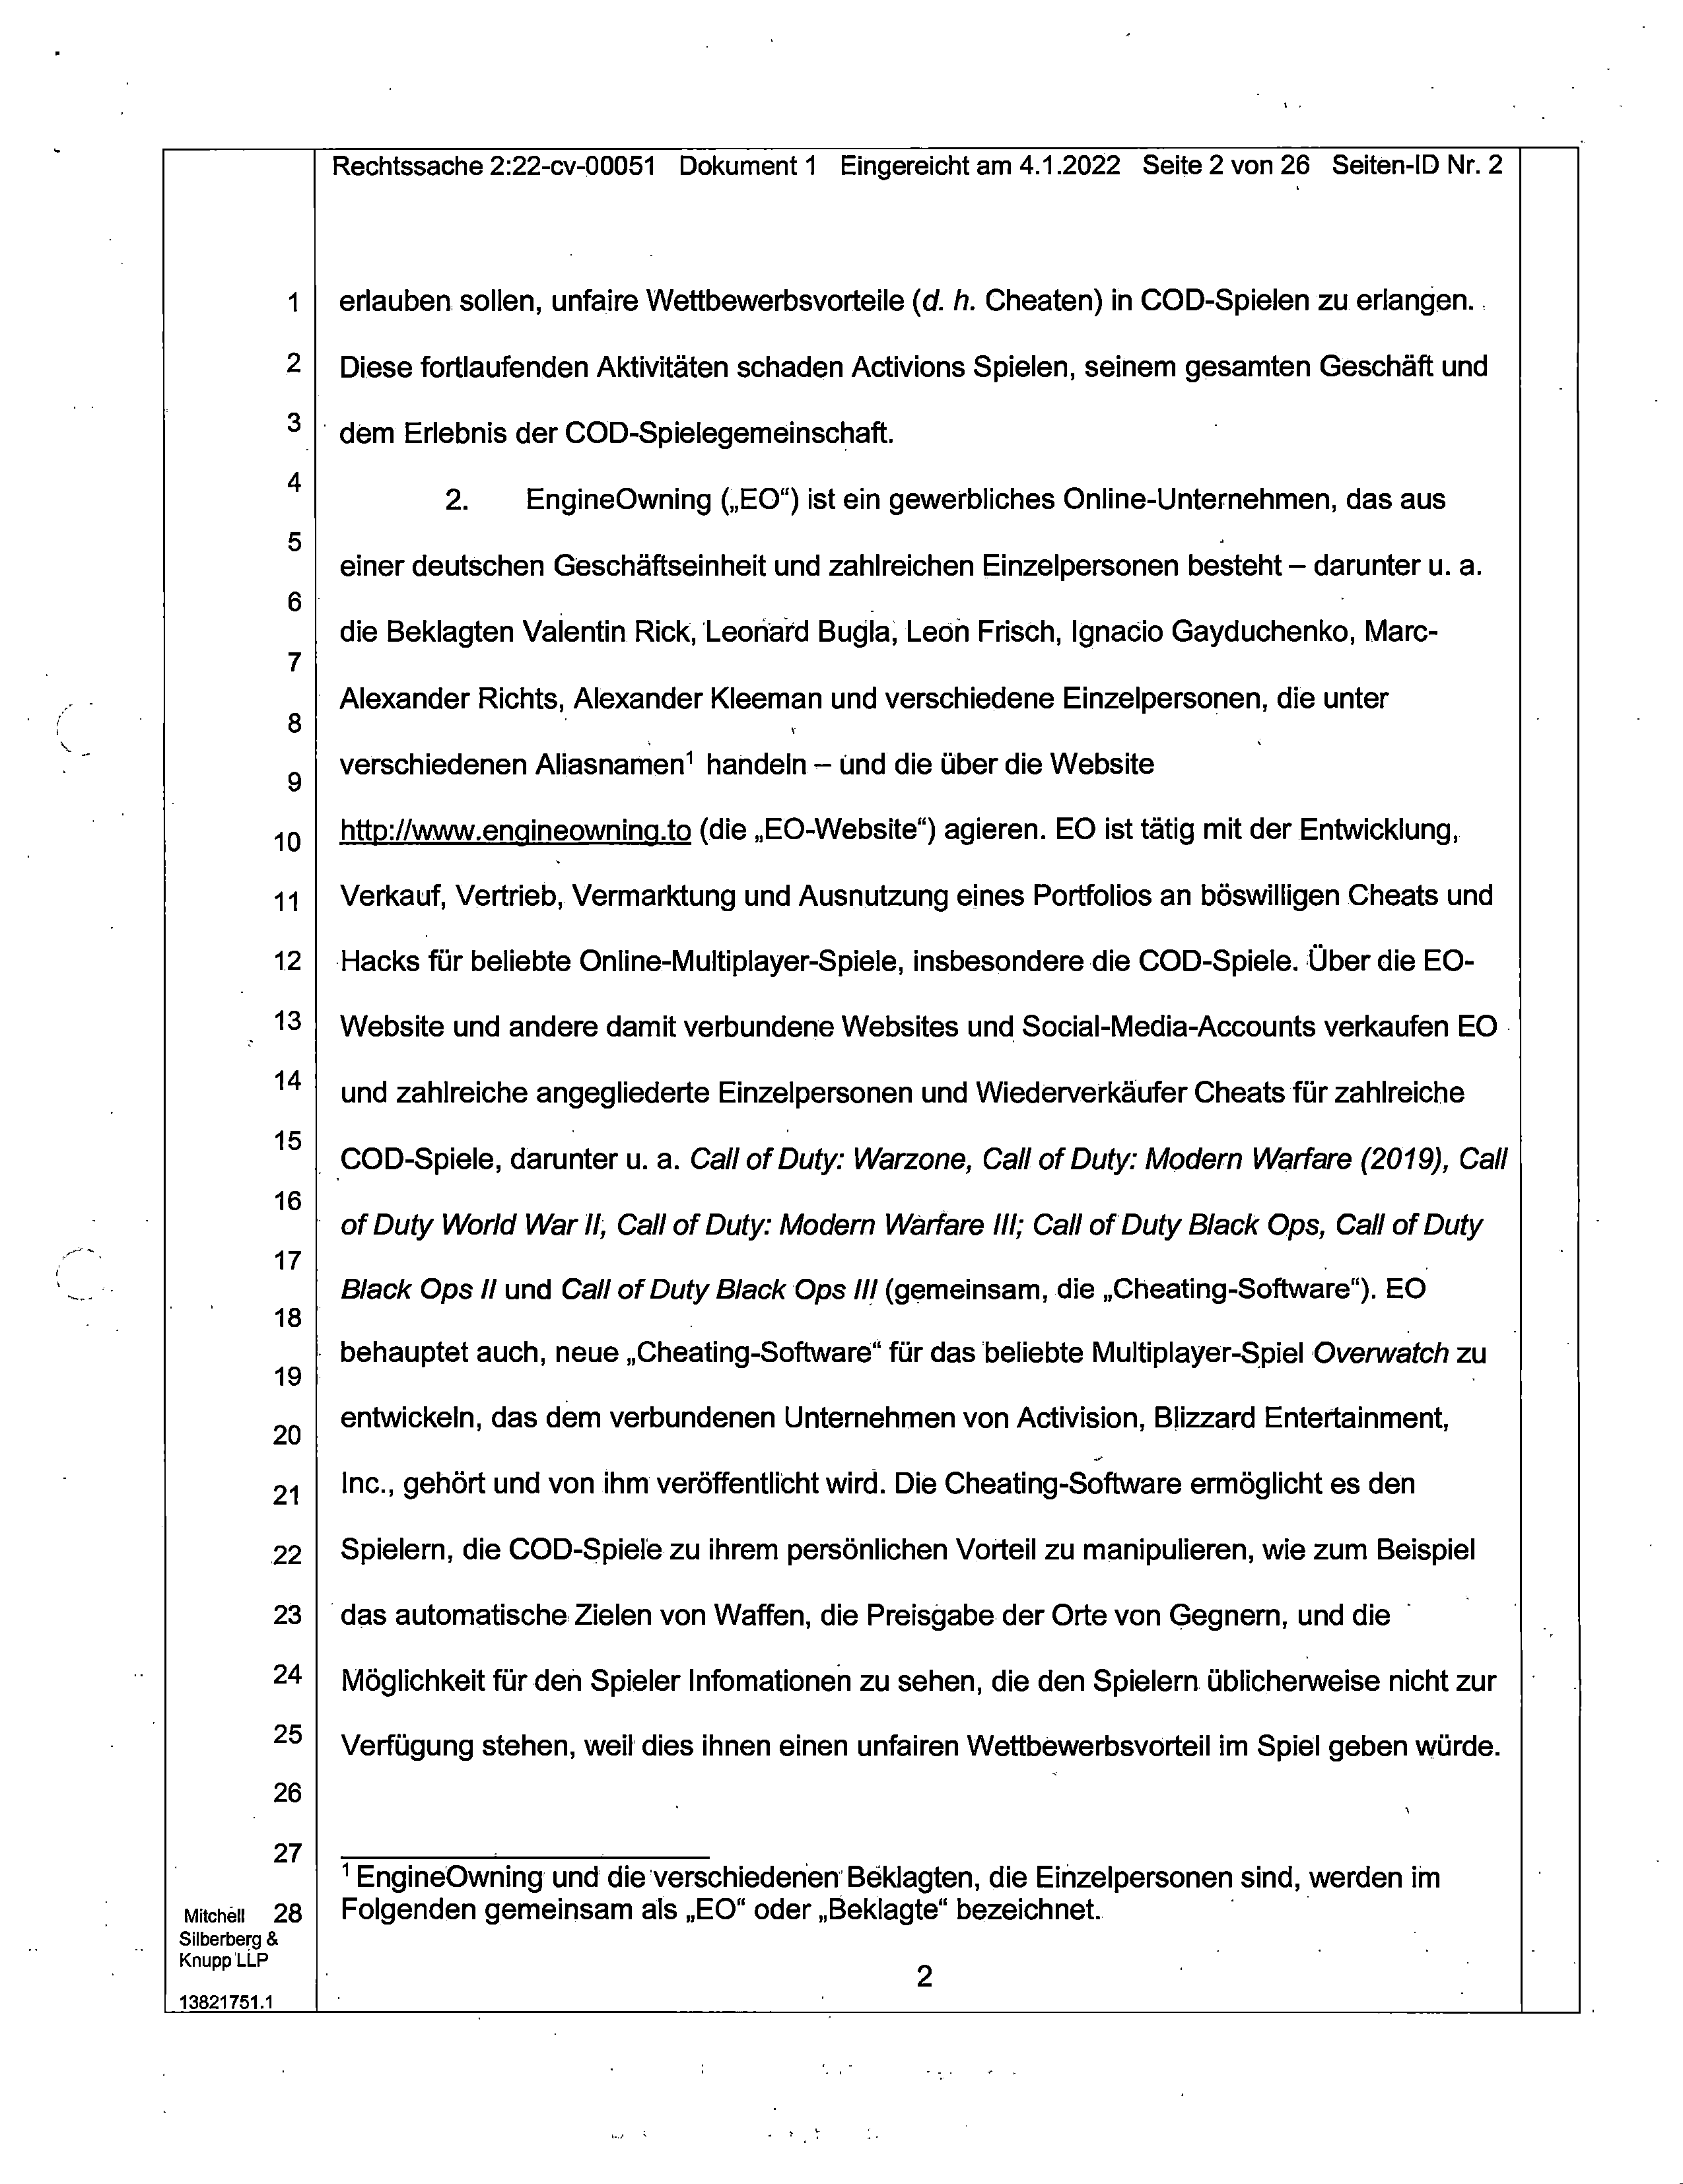 Rechtssache 2:22-cv-00051 Dokument 1 Eingereicht am 4.1.2022 Seite 2 von 26 Seiten-ID Nr. 2
1 erlauben sollen, unfaire Wettbewerbsvorteile (d. h. Cheaten) in COD-Spielen zu erlangen.
2 Diese fortlaufenden Aktivitäten schaden Activions Spielen, seinem gesamten Geschäft und
3 dem Erlebnis der COD-Spielegemeinschaft.
4 2. EngineOwning („EO“) ist ein gewerbliches Online-Unternehmen, das aus
5 einer deutschen Geschäftseinheit und zahlreichen Einzelpersonen besteht – darunter u. a.
6 die Beklagten Valentin Rick, Leonard Bugla, Leon Frisch, Ignacio Gayduchenko, Marc-
7 Alexander Richts, Alexander Kleeman und verschiedene Einzelpersonen, die unter
8 verschiedenen Aliasnamen¹ handeln – und die über die Website
9
10 http://www.engineowning.to (die „EO-Website“) agieren. EO ist tätig mit der Entwicklung,
11 Verkauf, Vertrieb, Vermarktung und Ausnutzung eines Portfolios an böswilligen Cheats und
12 Hacks für beliebte Online-Multiplayer-Spiele, insbesondere die COD-Spiele. Über die EO-
13 Website und andere damit verbundene Websites und Social-Media-Accounts verkaufen EO
14 und zahlreiche angegliederte Einzelpersonen und Wiederverkäufer Cheats für zahlreiche
15 COD-Spiele, darunter u. a. Call of Duty: Warzone, Call of Duty: Modern Warfare (2019), Call
16 of Duty World War II, Call of Duty: Modern Warfare III; Call of Duty Black Ops, Call of Duty
17 Black Ops II und Call of Duty Black Ops III (gemeinsam, die „Cheating-Software“). EO
18 behauptet auch, neue „Cheating-Software“ für das beliebte Multiplayer-Spiel Overwatch zu
19
20 entwickeln, das dem verbundenen Unternehmen von Activision, Blizzard Entertainment,
21 Inc., gehört und von ihm veröffentlicht wird. Die Cheating-Software ermöglicht es den
22 Spielern, die COD-Spiele zu ihrem persönlichen Vorteil zu manipulieren, wie zum Beispiel
23 das automatische Zielen von Waffen, die Preisgabe der Orte von Gegnern, und die
24 Möglichkeit für den Spieler Infomationen zu sehen, die den Spielern üblicherweise nicht zur
25 Verfügung stehen, weil dies ihnen einen unfairen Wettbewerbsvorteil im Spiel geben würde.
26
27
¹ EngineOwning und die verschiedenen Beklagten, die Einzelpersonen sind, werden im
28 Folgenden gemeinsam als „EO“ oder „Beklagte“ bezeichnet.
Mitchell
Silberberg &
Knupp LLP
2
13821751.1